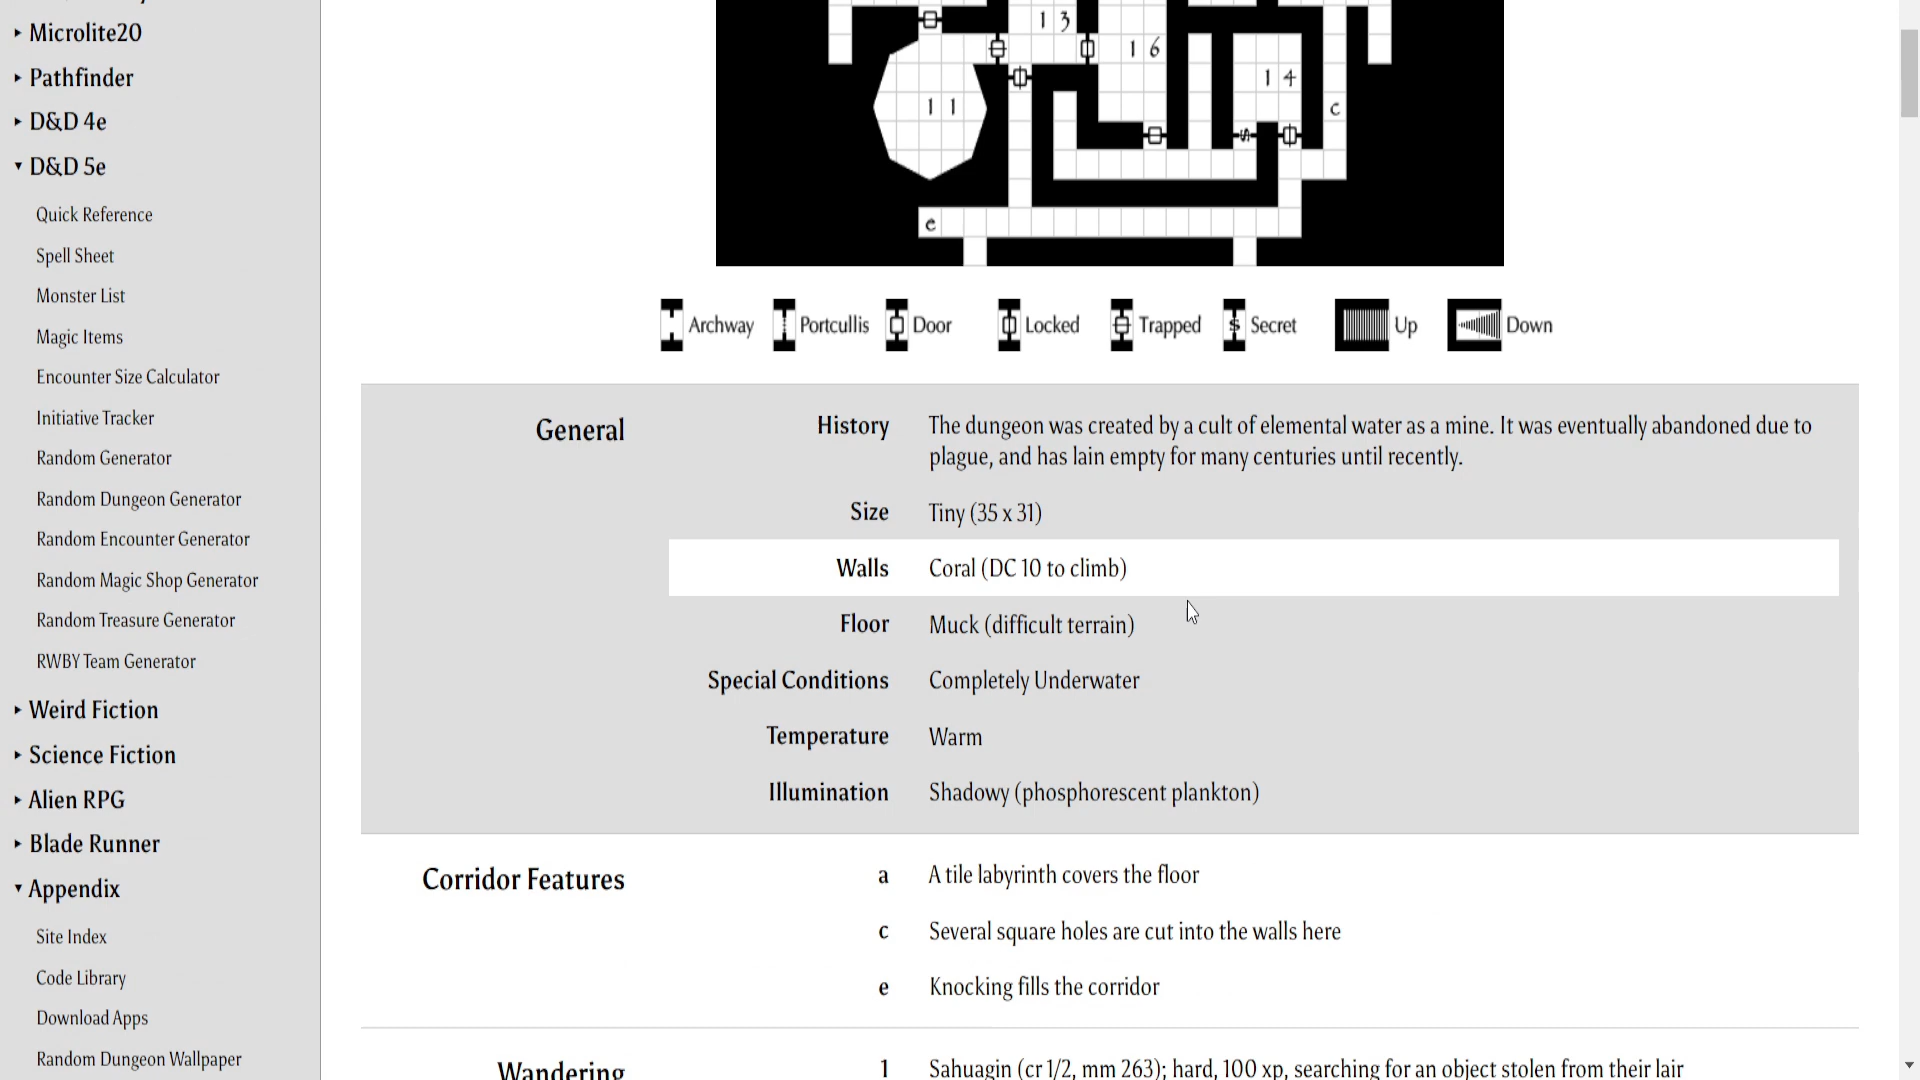 Microlite20
Pathfinder
D&D 4e
D&D 5e
Quick Reference
Spell Sheet
Monster List
Magic Items
Encounter Size Calculator
Initiative Tracker
Random Generator
Random Dungeon Generator
Random Encounter Generator
Random Magic Shop Generator
Random Treasure Generator
RWBY Team Generator
Weird Fiction
Science Fiction
Alien RPG
Blade Runner
Appendix
Site Index
Code Library
Download Apps
Random Dungeon Wallpaper
13
16
14
11
c
s
e
Archway Portcullis Door Locked Trapped s Secret Up Down
General
History The dungeon was created by a cult of elemental water as a mine. It was eventually abandoned due to
plague, and has lain empty for many centuries until recently.
Size Tiny (35 x 31)
Walls Coral (DC 10 to climb)
Floor Muck (difficult terrain)
Special Conditions Completely Underwater
Temperature Warm
Illumination Shadowy (phosphorescent plankton)
Corridor Features
a A tile labyrinth covers the floor
c Several square holes are cut into the walls here
e Knocking fills the corridor
Wandering
1 Sahuagin (cr 1/2, mm 263); hard, 100 xp, searching for an object stolen from their lair